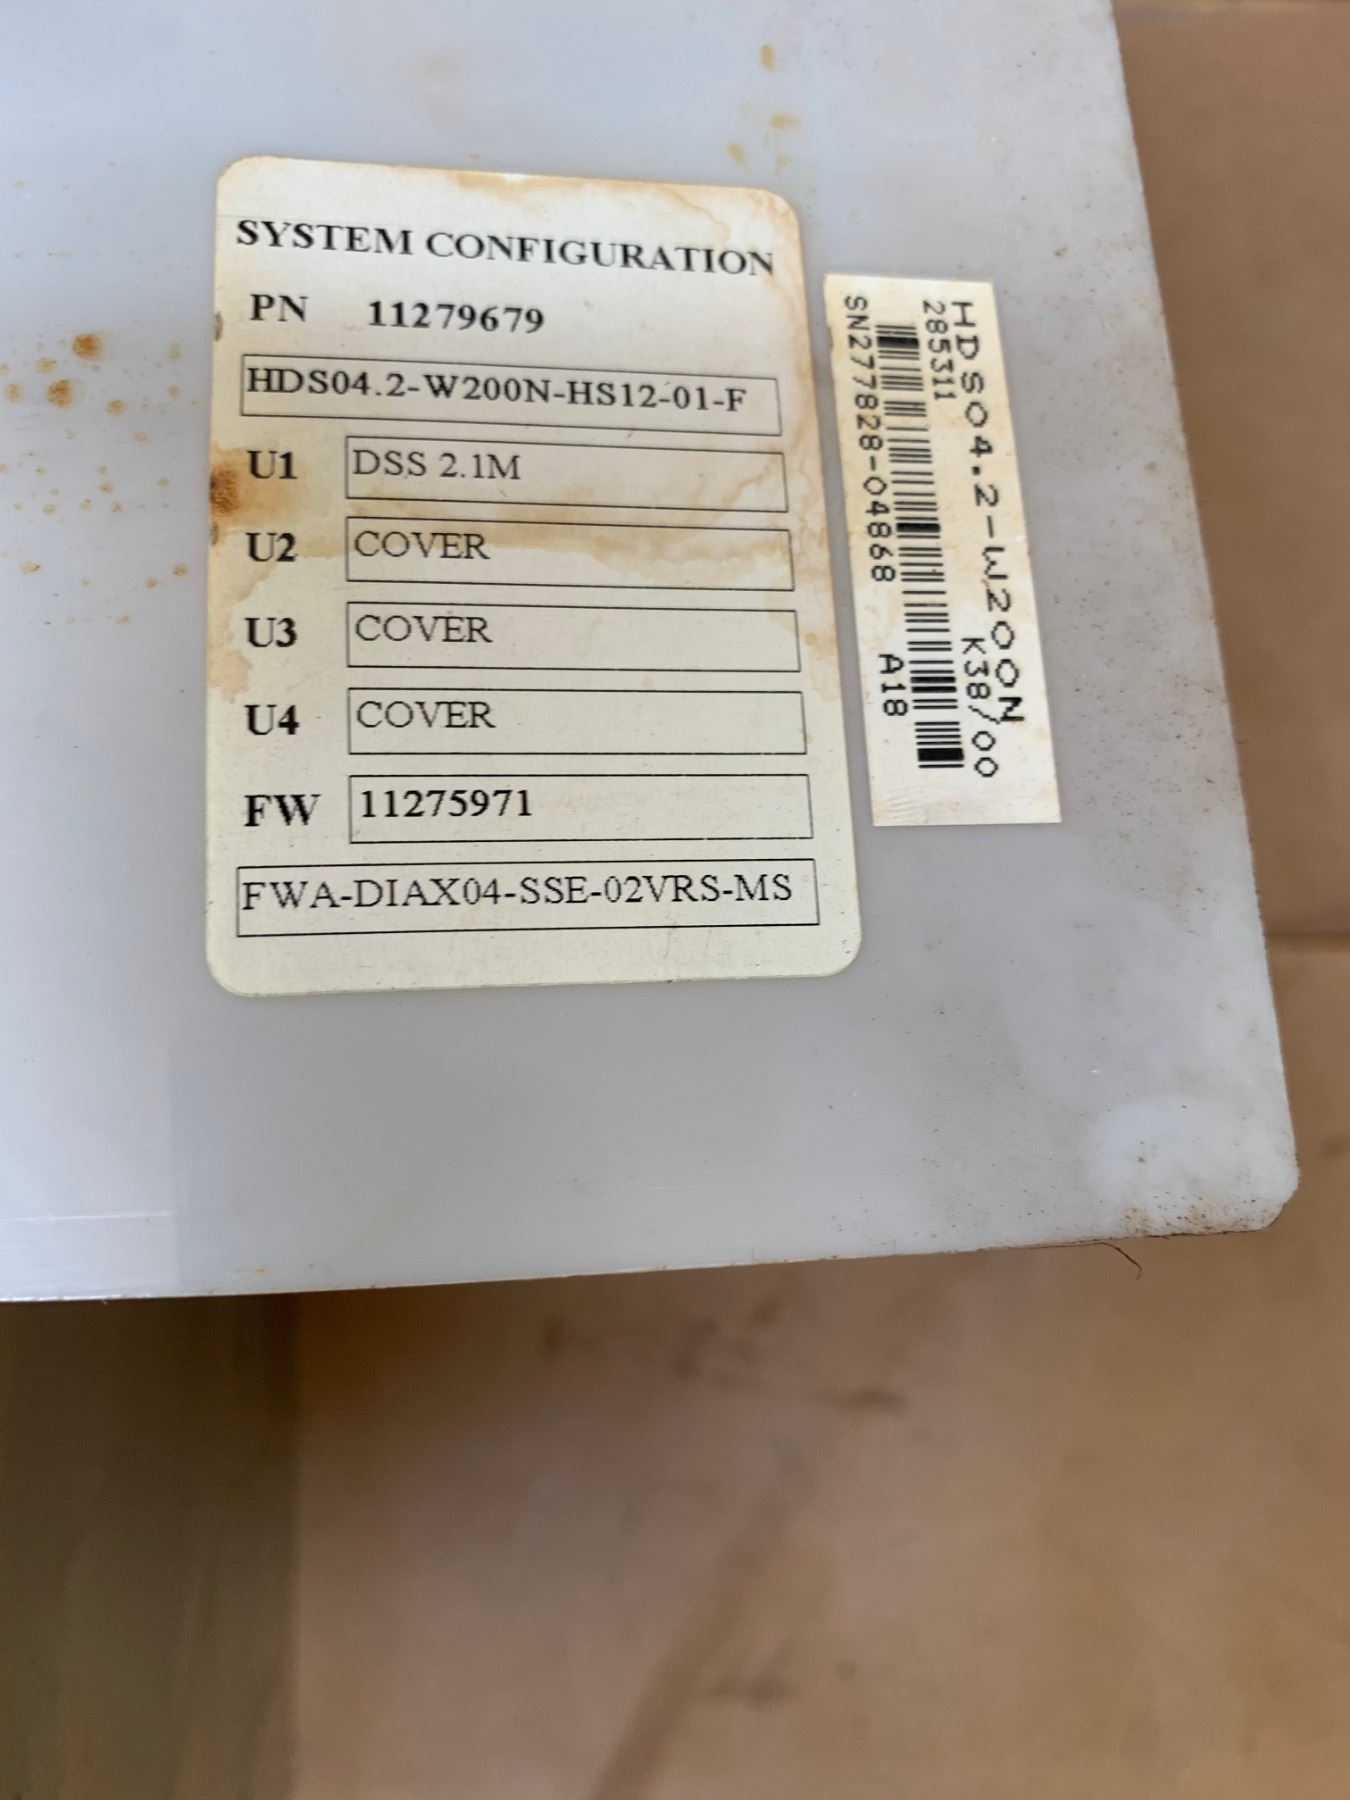 SYSTEM CONFIGURATION
PN 11279679
HDS04.2-W200N-HS12-01-F
U1 DSS 2.1M
U2 COVER
U3 COVER
U4 COVER
FW 11275971
FWA-DIAX04-SSE-02VRS-MS
HDS04.2-W200N
285311 K38/00
SN277828-04868 A18